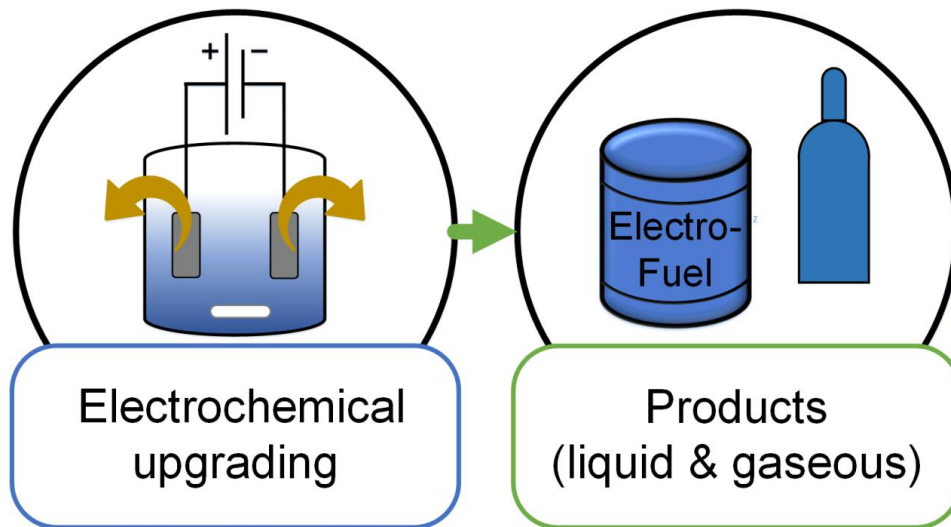 + −
Electro-
Fuel
z
Electrochemical
upgrading
Products
(liquid & gaseous)